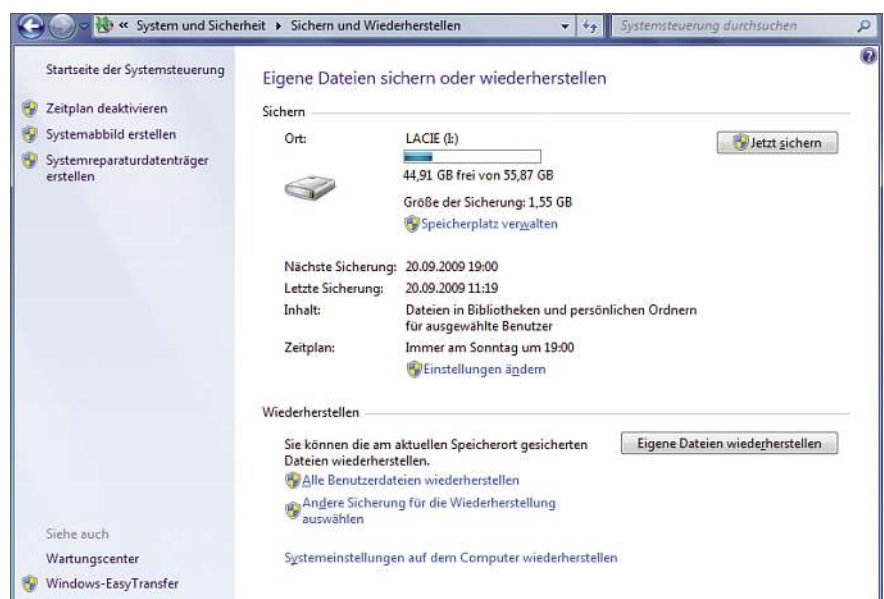 « System und Sicherheit ▸ Sichern und Wiederherstellen
Systemsteuerung durchsuchen
Startseite der Systemsteuerung
Zeitplan deaktivieren
Systemabbild erstellen
Systemreparaturdatenträger
erstellen
Eigene Dateien sichern oder wiederherstellen
Sichern
Ort:
LACIE (I:)
Jetzt sichern
44,91 GB frei von 55,87 GB
Größe der Sicherung: 1,55 GB
Speicherplatz verwalten
Nächste Sicherung: 20.09.2009 19:00
Letzte Sicherung: 20.09.2009 11:19
Inhalt: Dateien in Bibliotheken und persönlichen Ordnern
für ausgewählte Benutzer
Zeitplan: Immer am Sonntag um 19:00
Einstellungen ändern
Wiederherstellen
Sie können die am aktuellen Speicherort gesicherten
Dateien wiederherstellen.
Eigene Dateien wiederherstellen
Alle Benutzerdateien wiederherstellen
Andere Sicherung für die Wiederherstellung
auswählen
Systemeinstellungen auf dem Computer wiederherstellen
Siehe auch
Wartungscenter
Windows-EasyTransfer